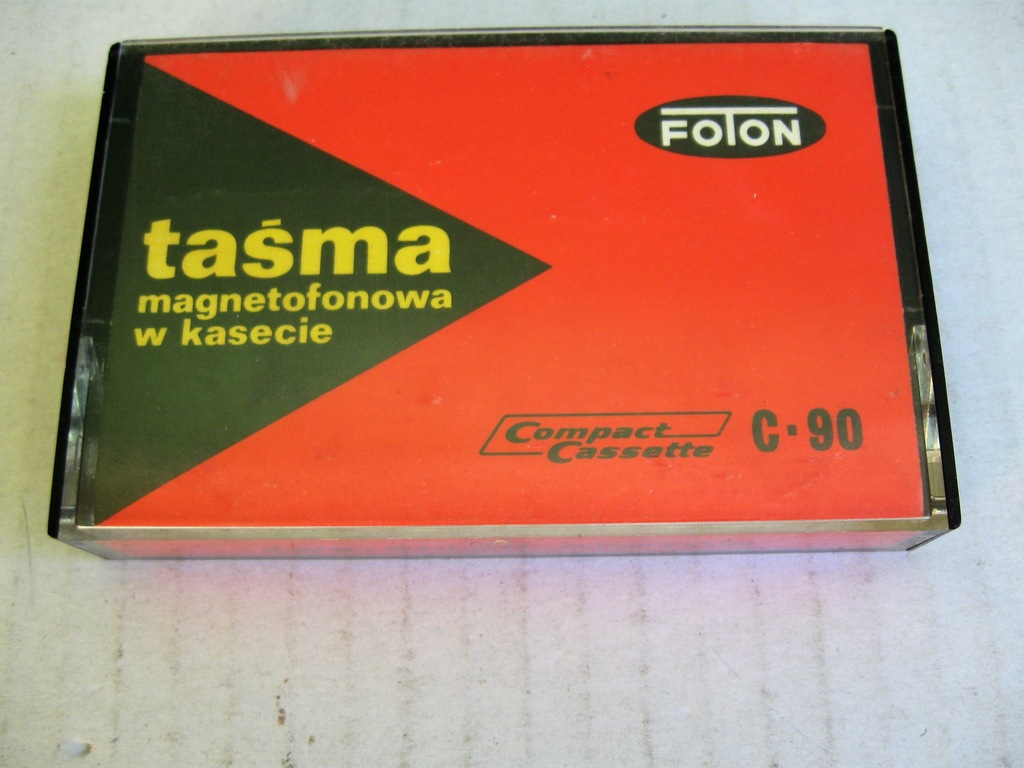 FOTON
taśma
magnetofonowa
w kasecie
Compact
Cassette
C·90